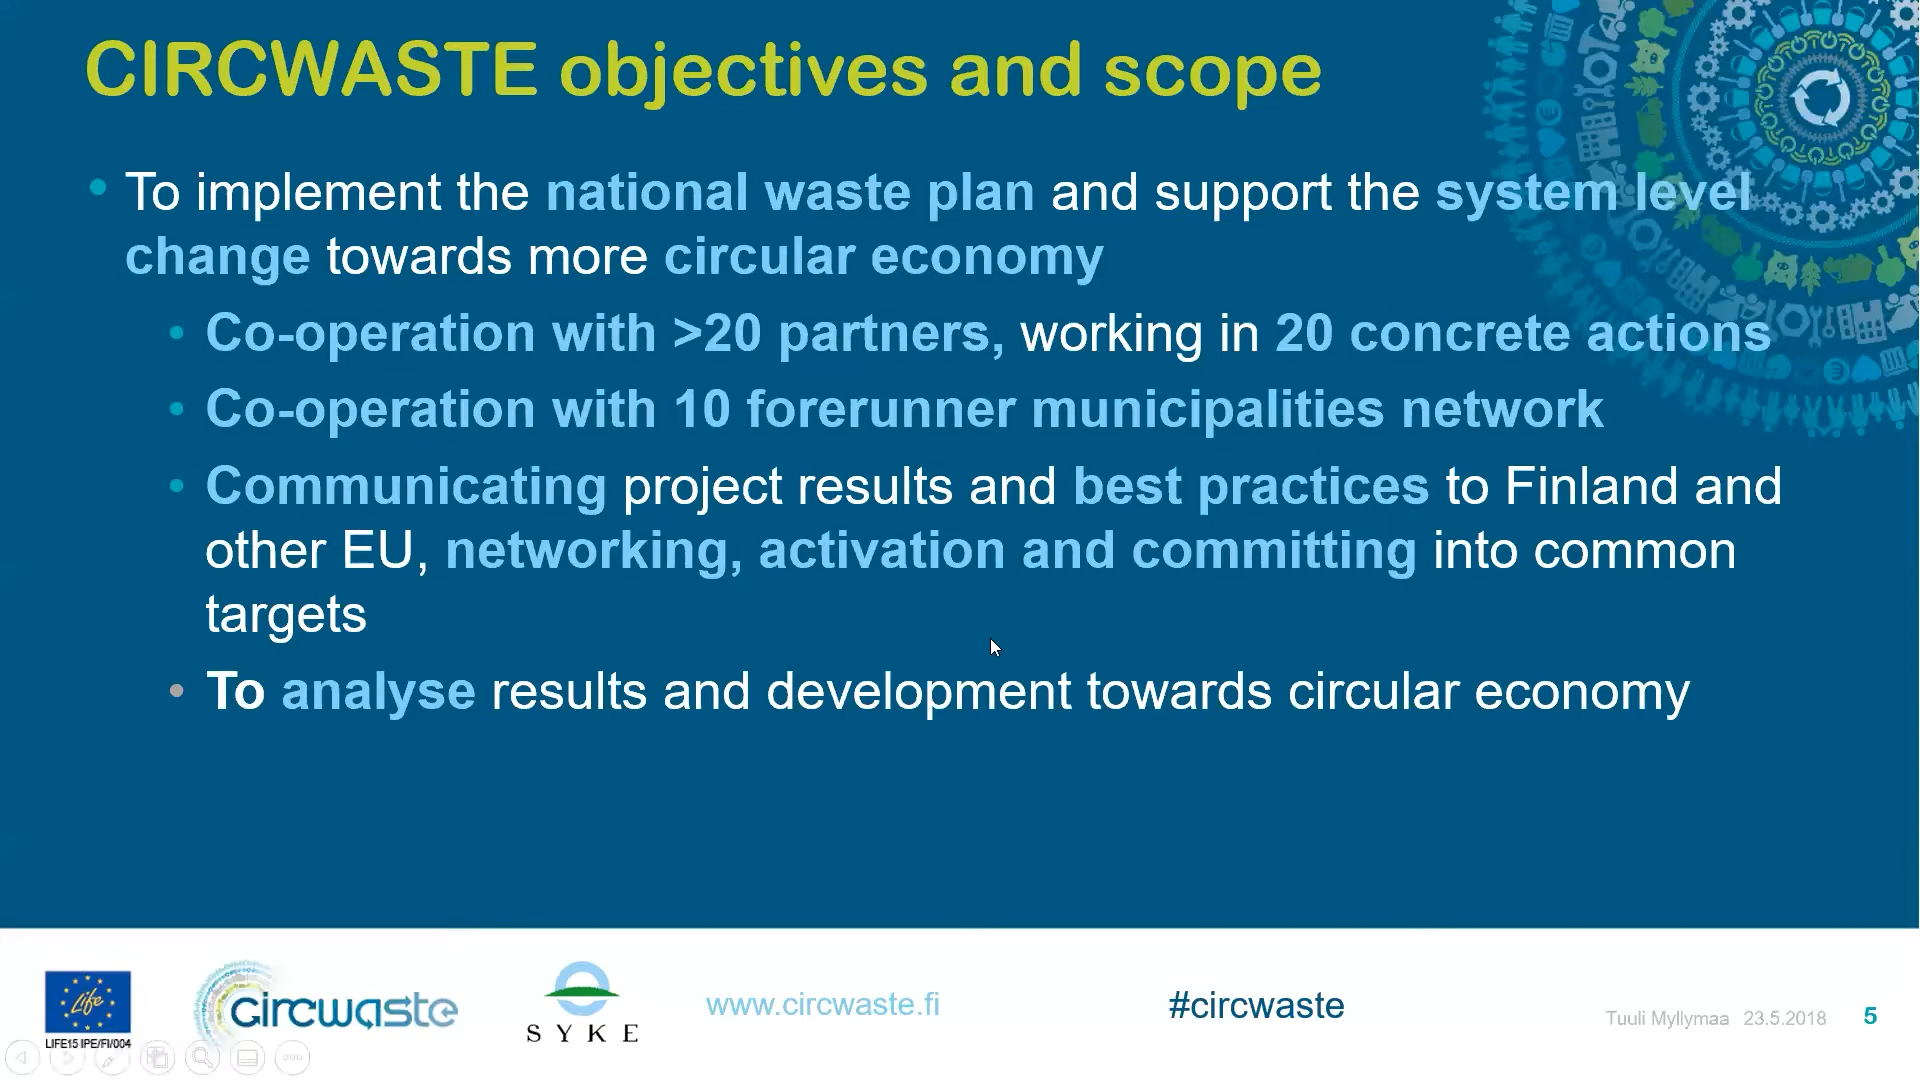 CIRCWASTE objectives and scope
• To implement the national waste plan and support the system level
change towards more circular economy
• Co-operation with >20 partners, working in 20 concrete actions
• Co-operation with 10 forerunner municipalities network
• Communicating project results and best practices to Finland and
other EU, networking, activation and committing into common
targets
• To analyse results and development towards circular economy
Life
LIFE15 IPE/FI/004
circwaste
SYKE
www.circwaste.fi
#circwaste
Tuuli Myllymaa 23.5.2018 5